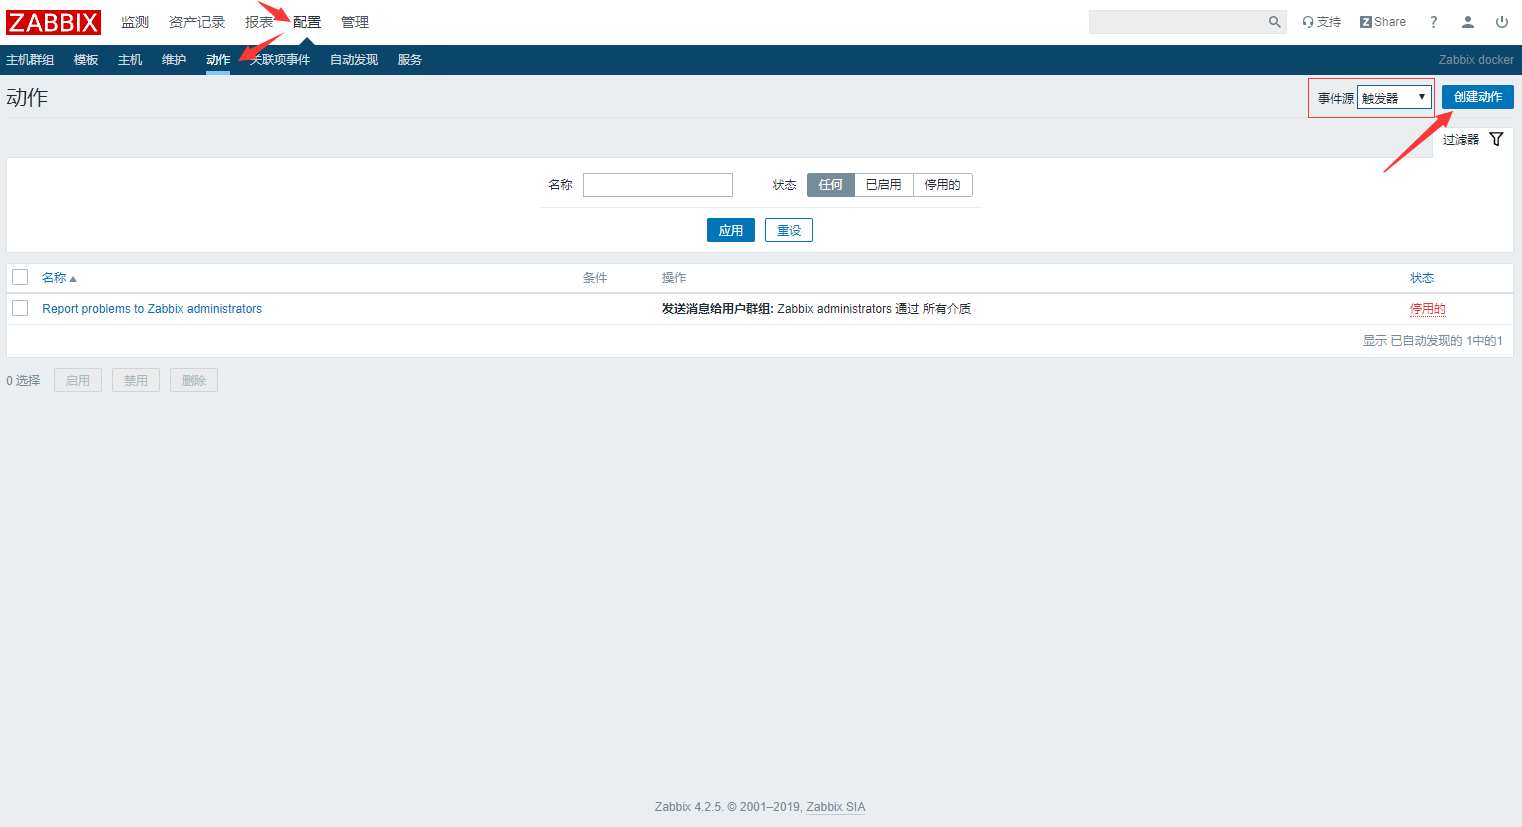 ZABBIX 监测 资产记录 报表 配置 管理 支持 Z Share ?
主机群组 模板 主机 维护 动作 关联项事件 自动发现 服务 Zabbix docker
动作 事件源 触发器 创建动作
过滤器
名称 状态 任何 已启用 停用的
应用 重设
名称 条件 操作 状态
Report problems to Zabbix administrators 发送消息给用户群组: Zabbix administrators 通过 所有介质 停用的
显示 已自动发现的 1中的1
0 选择 启用 禁用 删除
Zabbix 4.2.5. © 2001–2019, Zabbix SIA